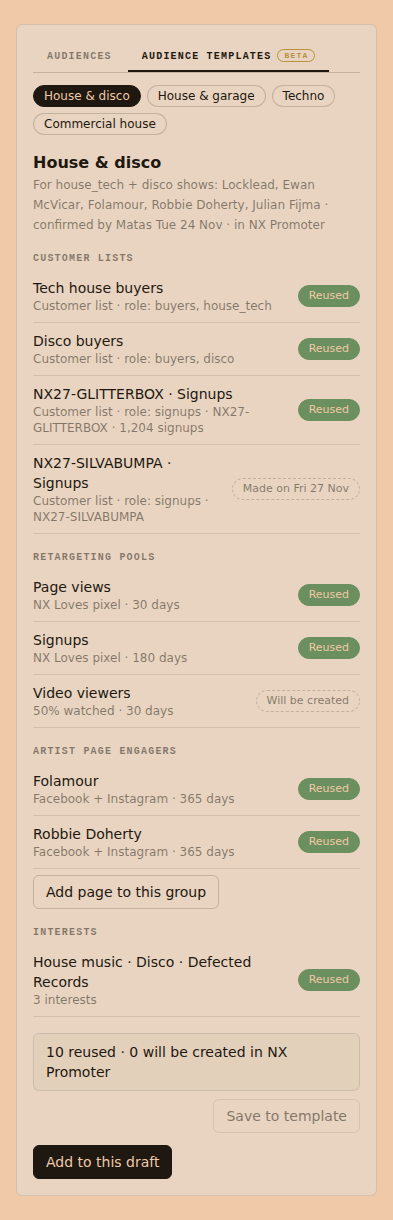 AUDIENCES
AUDIENCE TEMPLATES BETA
House & disco
House & garage
Techno
Commercial house
House & disco
For house_tech + disco shows: Locklead, Ewan
McVicar, Folamour, Robbie Doherty, Julian Fijma ·
confirmed by Matas Tue 24 Nov · in NX Promoter
CUSTOMER LISTS
Tech house buyers
Customer list · role: buyers, house_tech
Reused
Disco buyers
Customer list · role: buyers, disco
Reused
NX27-GLITTERBOX · Signups
Customer list · role: signups · NX27-
GLITTERBOX · 1,204 signups
Reused
NX27-SILVABUMPA ·
Signups
Customer list · role: signups ·
NX27-SILVABUMPA
Made on Fri 27 Nov
RETARGETING POOLS
Page views
NX Loves pixel · 30 days
Reused
Signups
NX Loves pixel · 180 days
Reused
Video viewers
50% watched · 30 days
Will be created
ARTIST PAGE ENGAGERS
Folamour
Facebook + Instagram · 365 days
Reused
Robbie Doherty
Facebook + Instagram · 365 days
Reused
Add page to this group
INTERESTS
House music · Disco · Defected
Records
3 interests
Reused
10 reused · 0 will be created in NX
Promoter
Save to template
Add to this draft